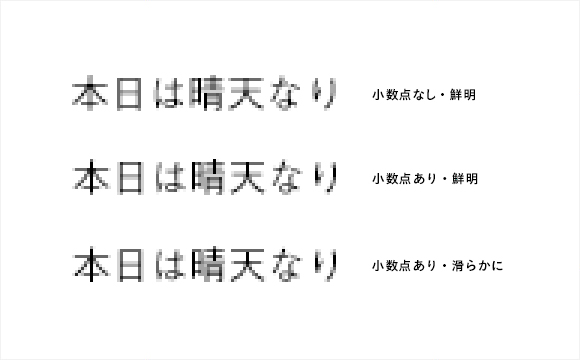 本日は晴天なり 小数点なし・鮮明
本日は晴天なり 小数点あり・鮮明
本日は晴天なり 小数点あり・滑らかに